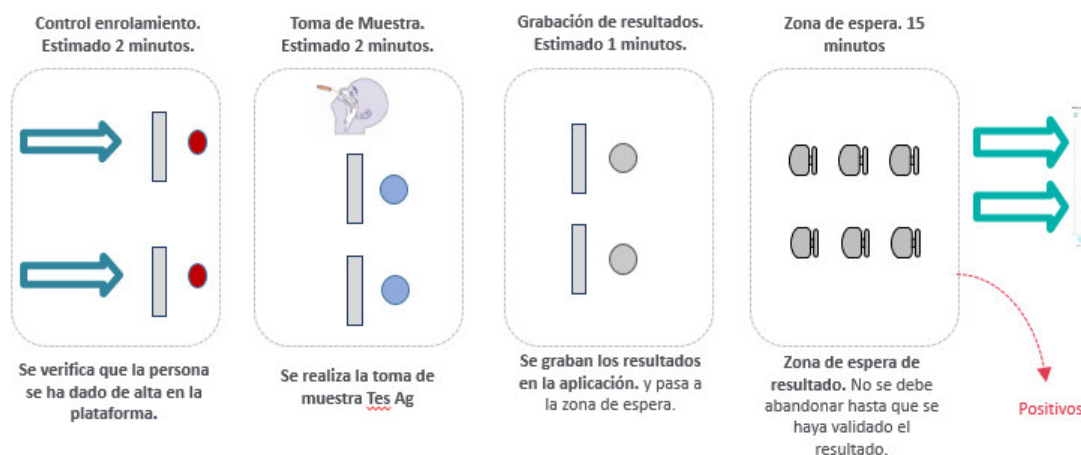 Control enrolamiento.
Estimado 2 minutos.
Toma de Muestra.
Estimado 2 minutos.
Grabación de resultados.
Estimado 1 minutos.
Zona de espera. 15
minutos
Se verifica que la persona
se ha dado de alta en la
plataforma.
Se realiza la toma de
muestra Tes Ag
Se graban los resultados
en la aplicación. y pasa a
la zona de espera.
Zona de espera de
resultado. No se debe
abandonar hasta que se
haya validado el
resultado.
Positivos